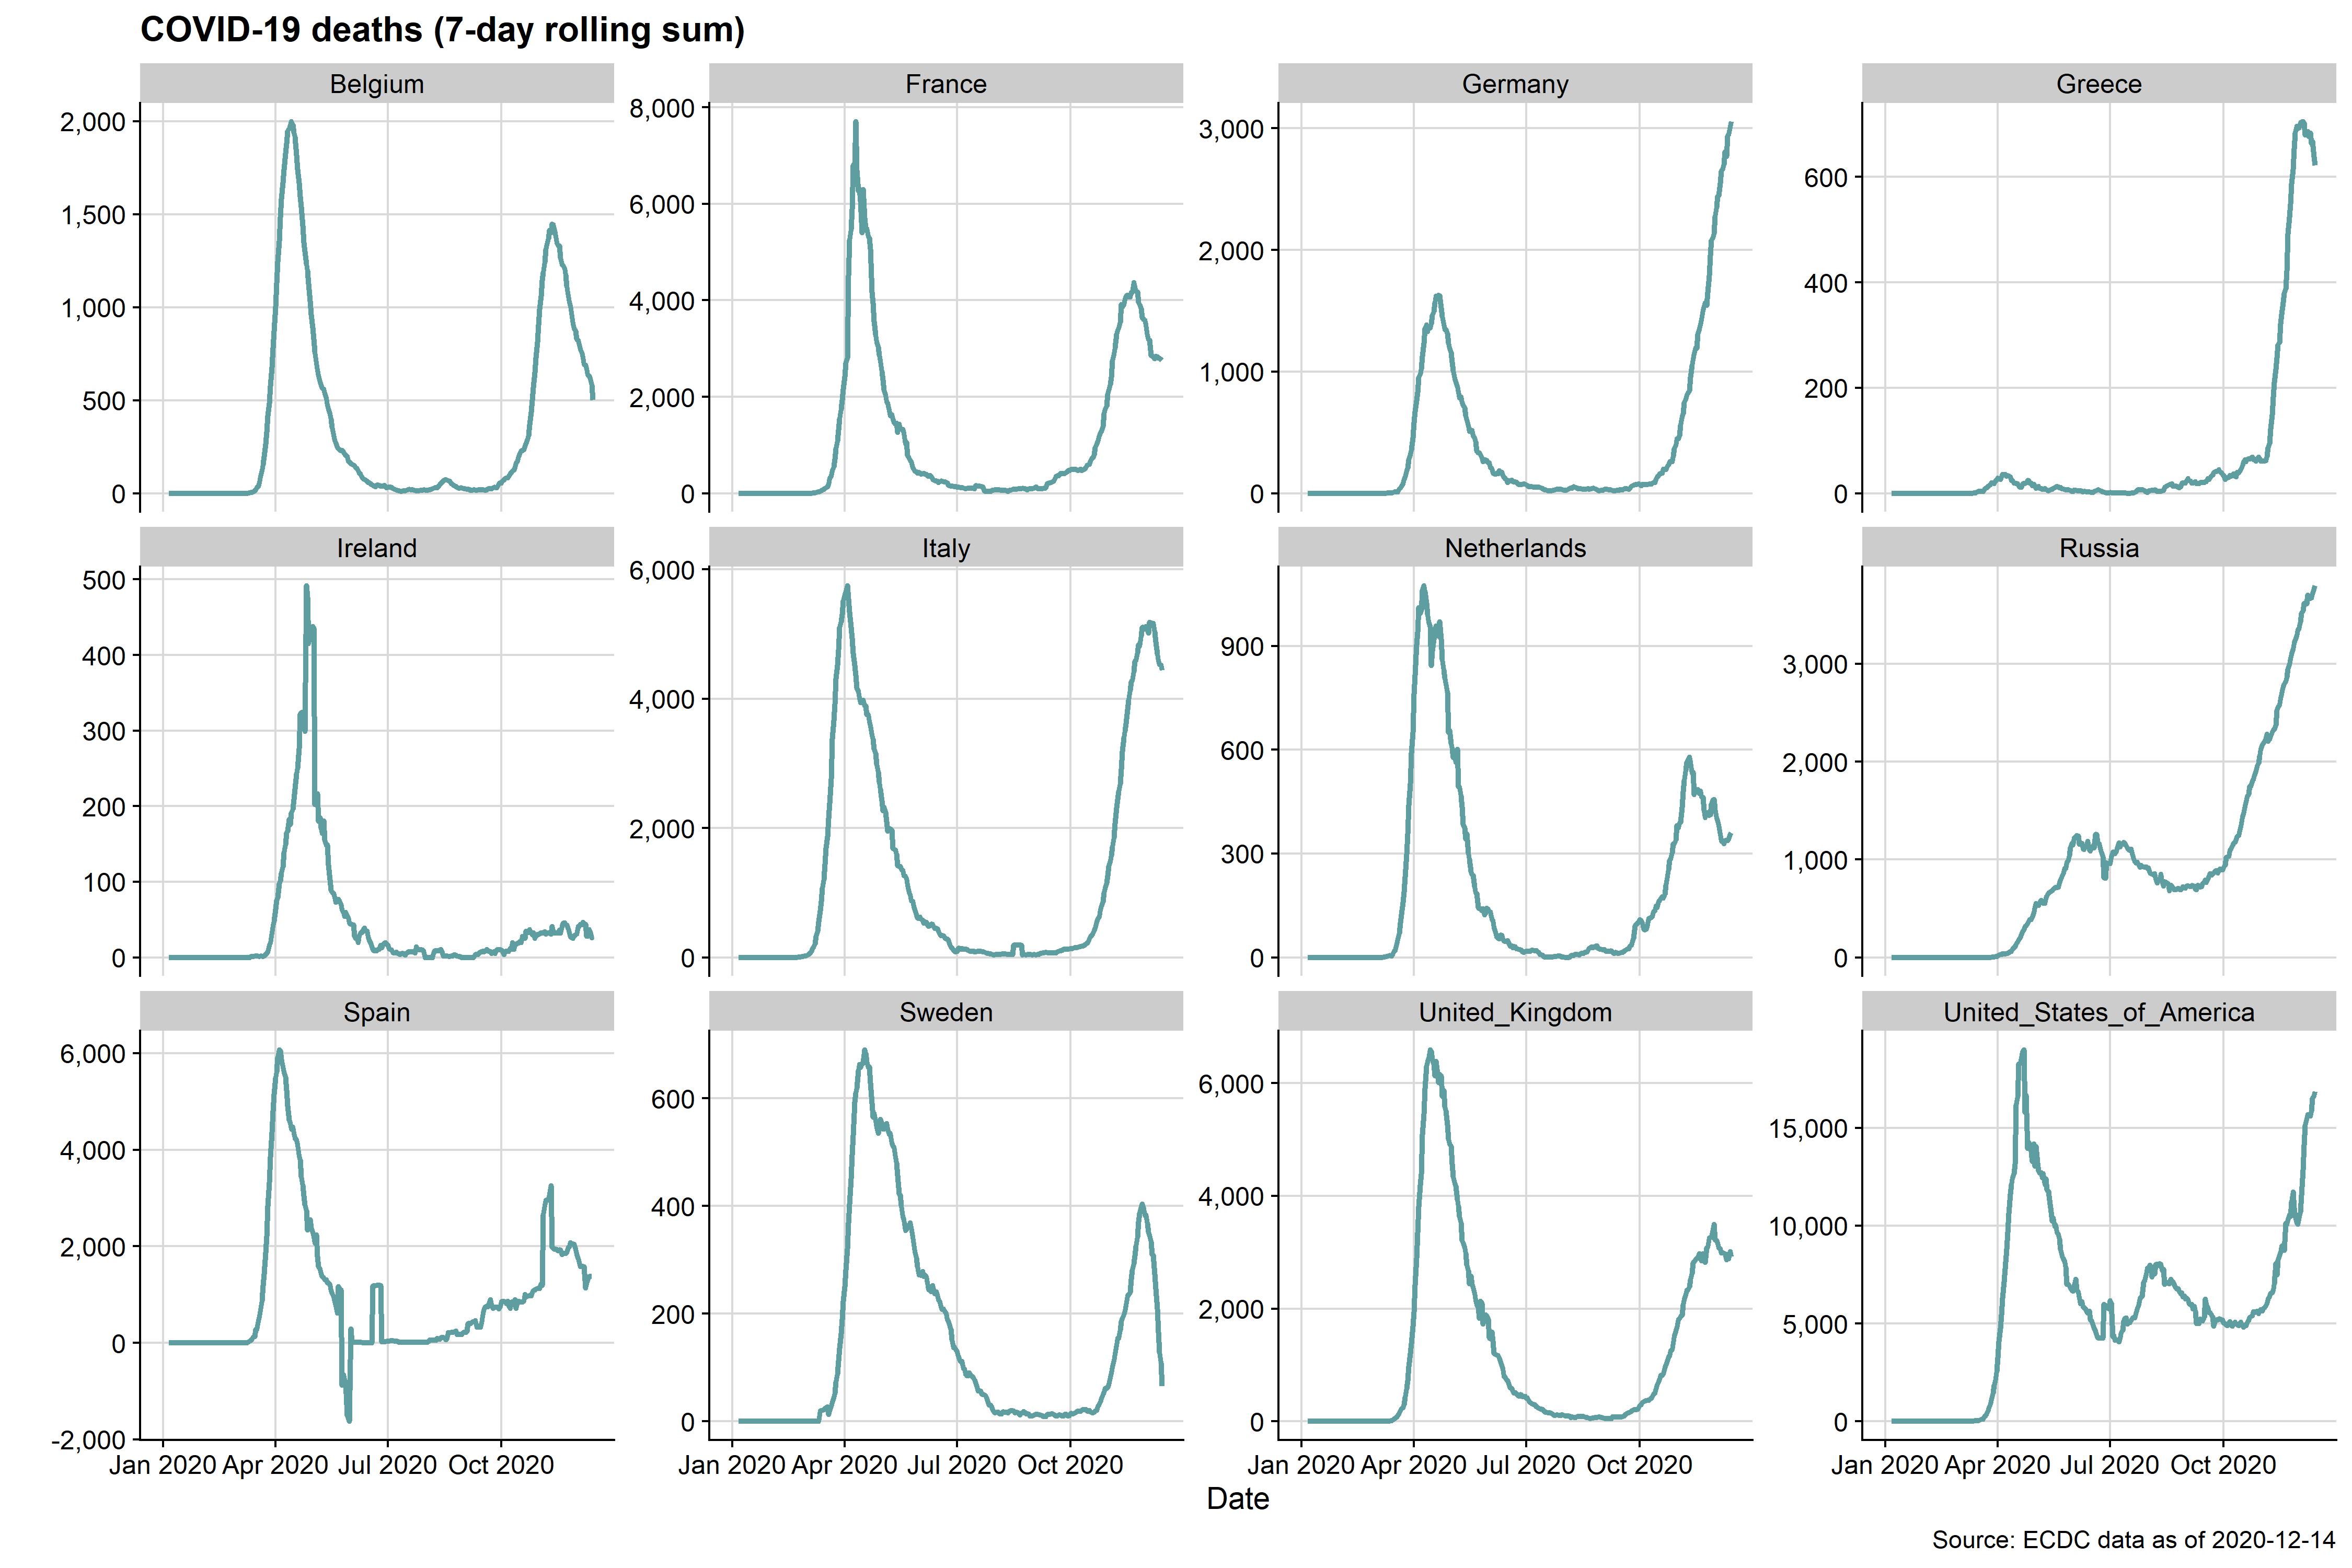 COVID-19 deaths (7-day rolling sum)
Belgium
France
Germany
Greece
2,000
1,500
1,000
500
0
8,000
6,000
4,000
2,000
0
3,000
2,000
1,000
0
600
400
200
0
Ireland
Italy
Netherlands
Russia
500
400
300
200
100
0
6,000
4,000
2,000
0
900
600
300
0
3,000
2,000
1,000
0
Spain
Sweden
United_Kingdom
United_States_of_America
6,000
4,000
2,000
0
-2,000
600
400
200
0
6,000
4,000
2,000
0
15,000
10,000
5,000
0
Jan 2020 Apr 2020 Jul 2020 Oct 2020
Jan 2020 Apr 2020 Jul 2020 Oct 2020
Jan 2020 Apr 2020 Jul 2020 Oct 2020
Jan 2020 Apr 2020 Jul 2020 Oct 2020
Date
Source: ECDC data as of 2020-12-14